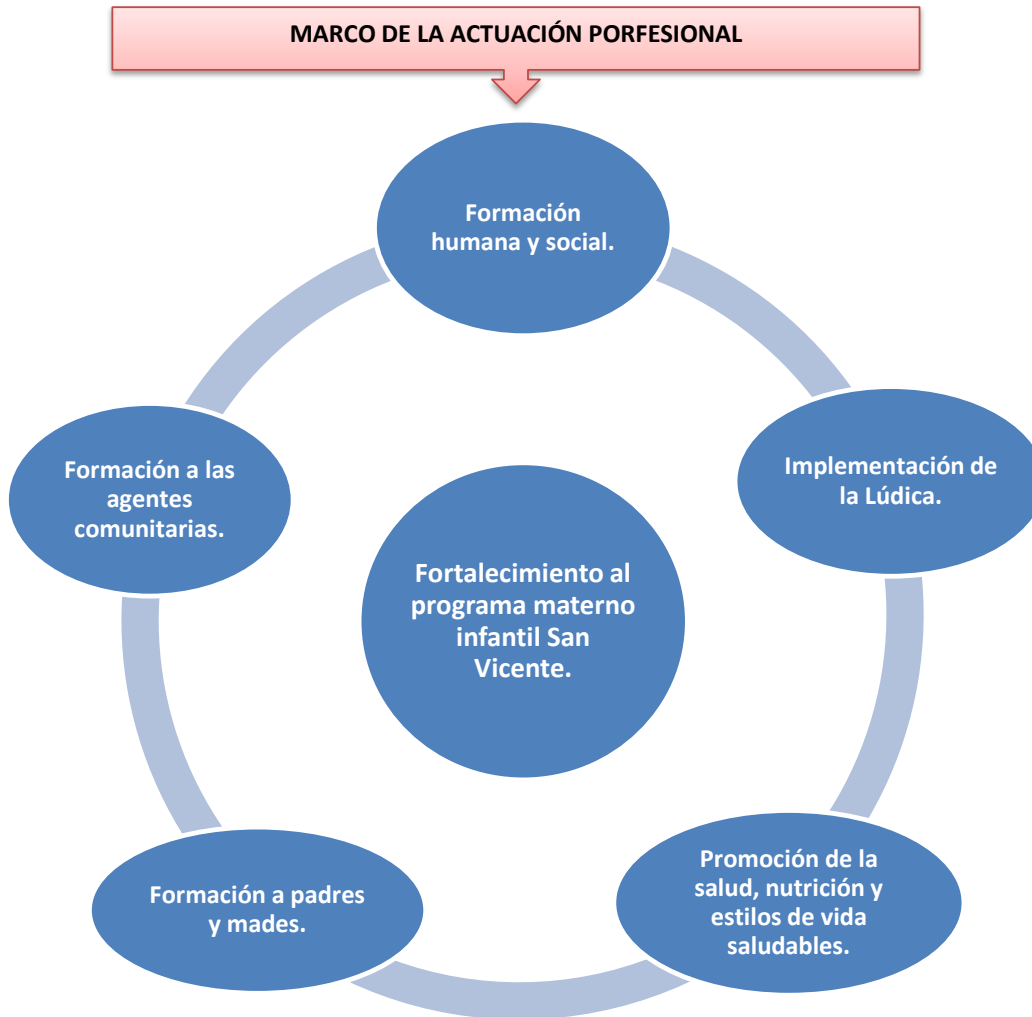 MARCO DE LA ACTUACIÓN PORFESIONAL
Formación
humana y social.
Implementación de
la Lúdica.
Promoción de la
salud, nutrición y
estilos de vida
saludables.
Formación a padres
y mades.
Formación a las
agentes
comunitarias.
Fortalecimiento al
programa materno
infantil San
Vicente.